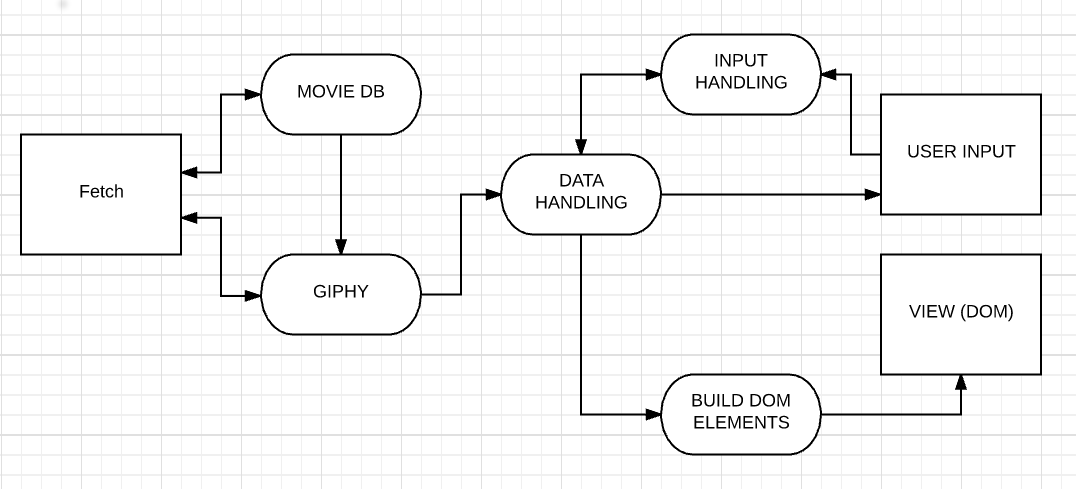 MOVIE DB
Fetch
GIPHY
DATA
HANDLING
INPUT
HANDLING
USER INPUT
VIEW (DOM)
BUILD DOM
ELEMENTS